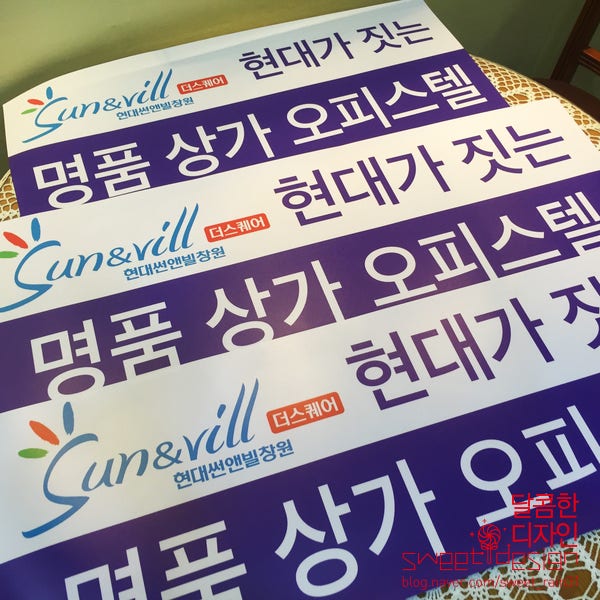 Sun&vill 더스퀘어 현대가 짓는
현대썬앤빌창원
명품 상가 오피스텔
Sun&vill 더스퀘어 현대가 짓는
현대썬앤빌창원
명품 상가 오피스텔
Sun&vill 더스퀘어 현대가 짓
현대썬앤빌창원
명품 상가 오피
달콤한
디자인
sweet design